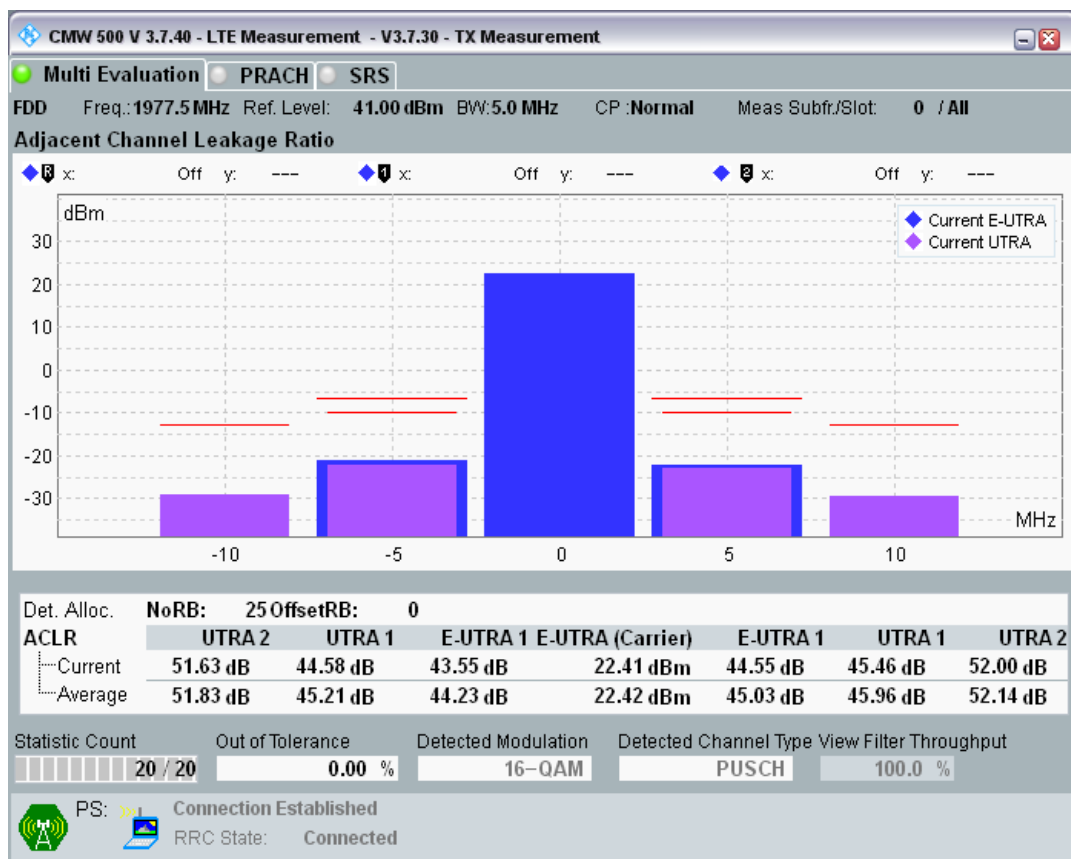 CMW 500 V 3.7.40 - LTE Measurement - V3.7.30 - TX Measurement
Multi Evaluation PRACH SRS
FDD Freq.: 1977.5 MHz Ref. Level: 41.00 dBm BW: 5.0 MHz CP : Normal Meas Subfr./Slot: 0 / All
Adjacent Channel Leakage Ratio
R x: Off y: --- 1 x: Off y: --- 2 x: Off y: ---
dBm
Current E-UTRA
Current UTRA
30
20
10
0
-10
-20
-30
MHz
-10 -5 0 5 10
Det. Alloc. NoRB: 25 OffsetRB: 0
ACLR UTRA 2 UTRA 1 E-UTRA 1 E-UTRA (Carrier) E-UTRA 1 UTRA 1 UTRA 2
Current 51.63 dB 44.58 dB 43.55 dB 22.41 dBm 44.55 dB 45.46 dB 52.00 dB
Average 51.83 dB 45.21 dB 44.23 dB 22.42 dBm 45.03 dB 45.96 dB 52.14 dB
Statistic Count Out of Tolerance Detected Modulation Detected Channel Type View Filter Throughput
20 / 20 0.00 % 16-QAM PUSCH 100.0 %
PS: Connection Established
RRC State: Connected